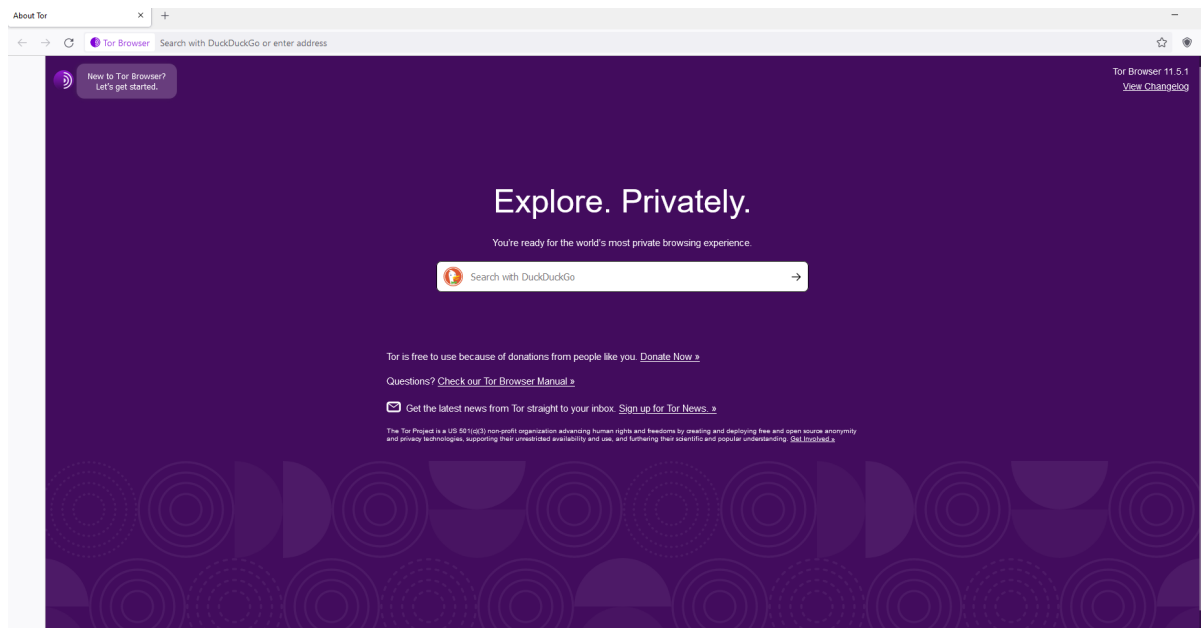 About Tor
Tor Browser Search with DuckDuckGo or enter address
New to Tor Browser?
Let's get started.
Tor Browser 11.5.1
View Changelog
Explore. Privately.
You're ready for the world's most private browsing experience.
Search with DuckDuckGo
Tor is free to use because of donations from people like you. Donate Now »
Questions? Check our Tor Browser Manual »
Get the latest news from Tor straight to your inbox. Sign up for Tor News. »
The Tor Project is a US 501(c)(3) non-profit organization advancing human rights and freedoms by creating and deploying free and open source anonymity
and privacy technologies, supporting their unrestricted availability and use, and furthering their scientific and popular understanding. Get Involved »